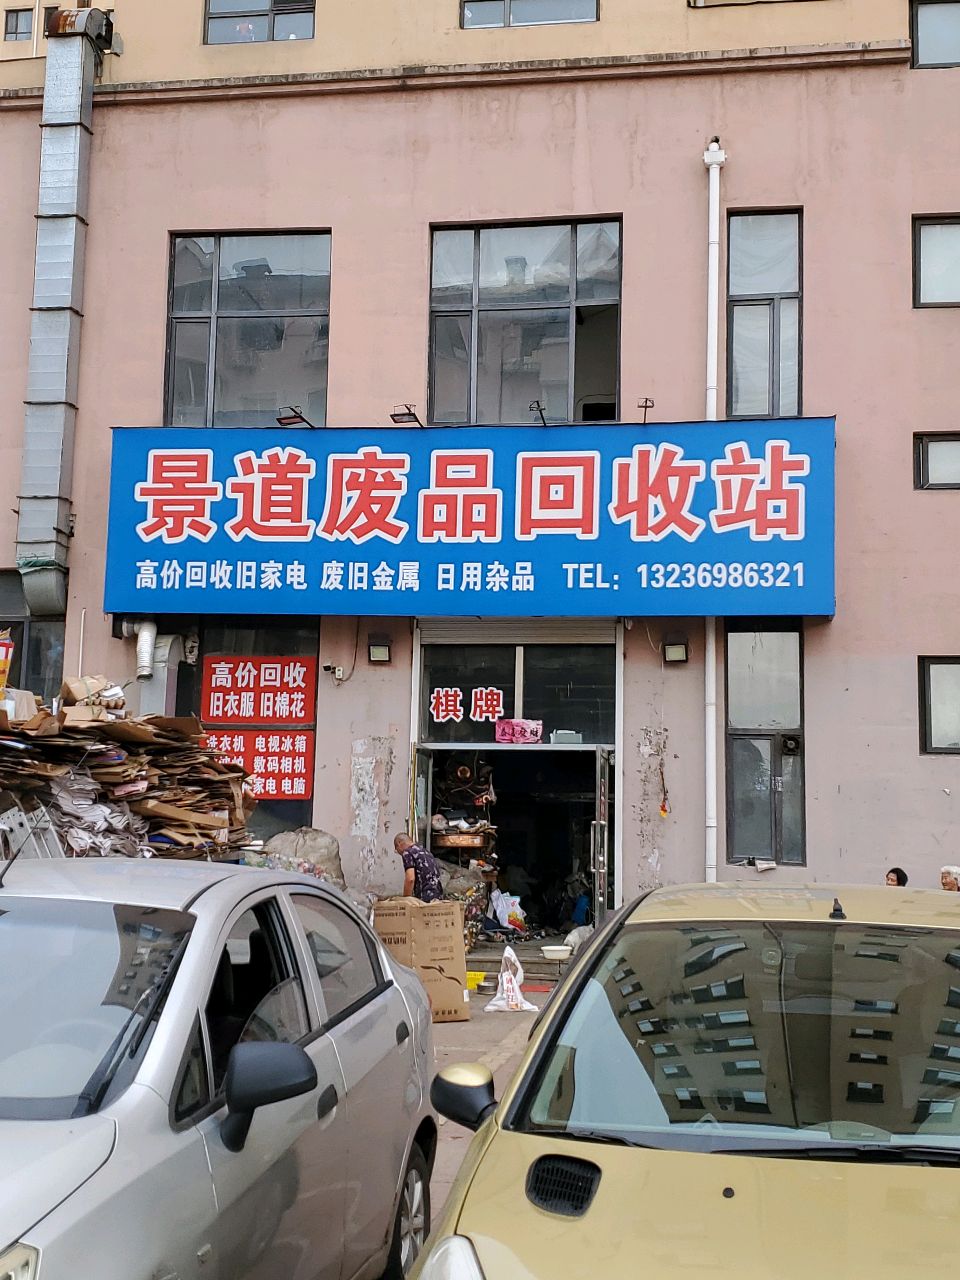 景道废品回收站
高价回收旧家电 废旧金属 日用杂品 TEL：13236986321
高价回收
旧衣服 旧棉花
棋牌
洗衣机 电视冰箱
数码相机
家电 电脑